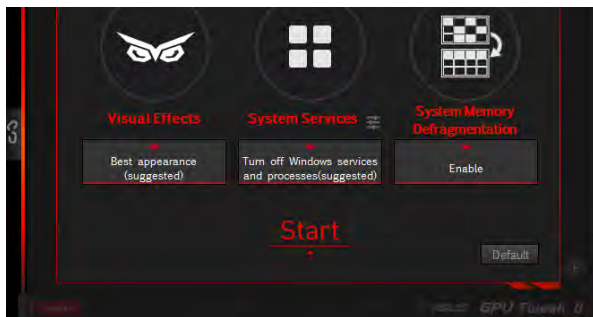 Visual Effects
System Services
System Memory
Defragmentation
Best appearance
(suggested)
Turn off Windows services
and processes(suggested)
Enable
Start
Default
GPU Tweak II